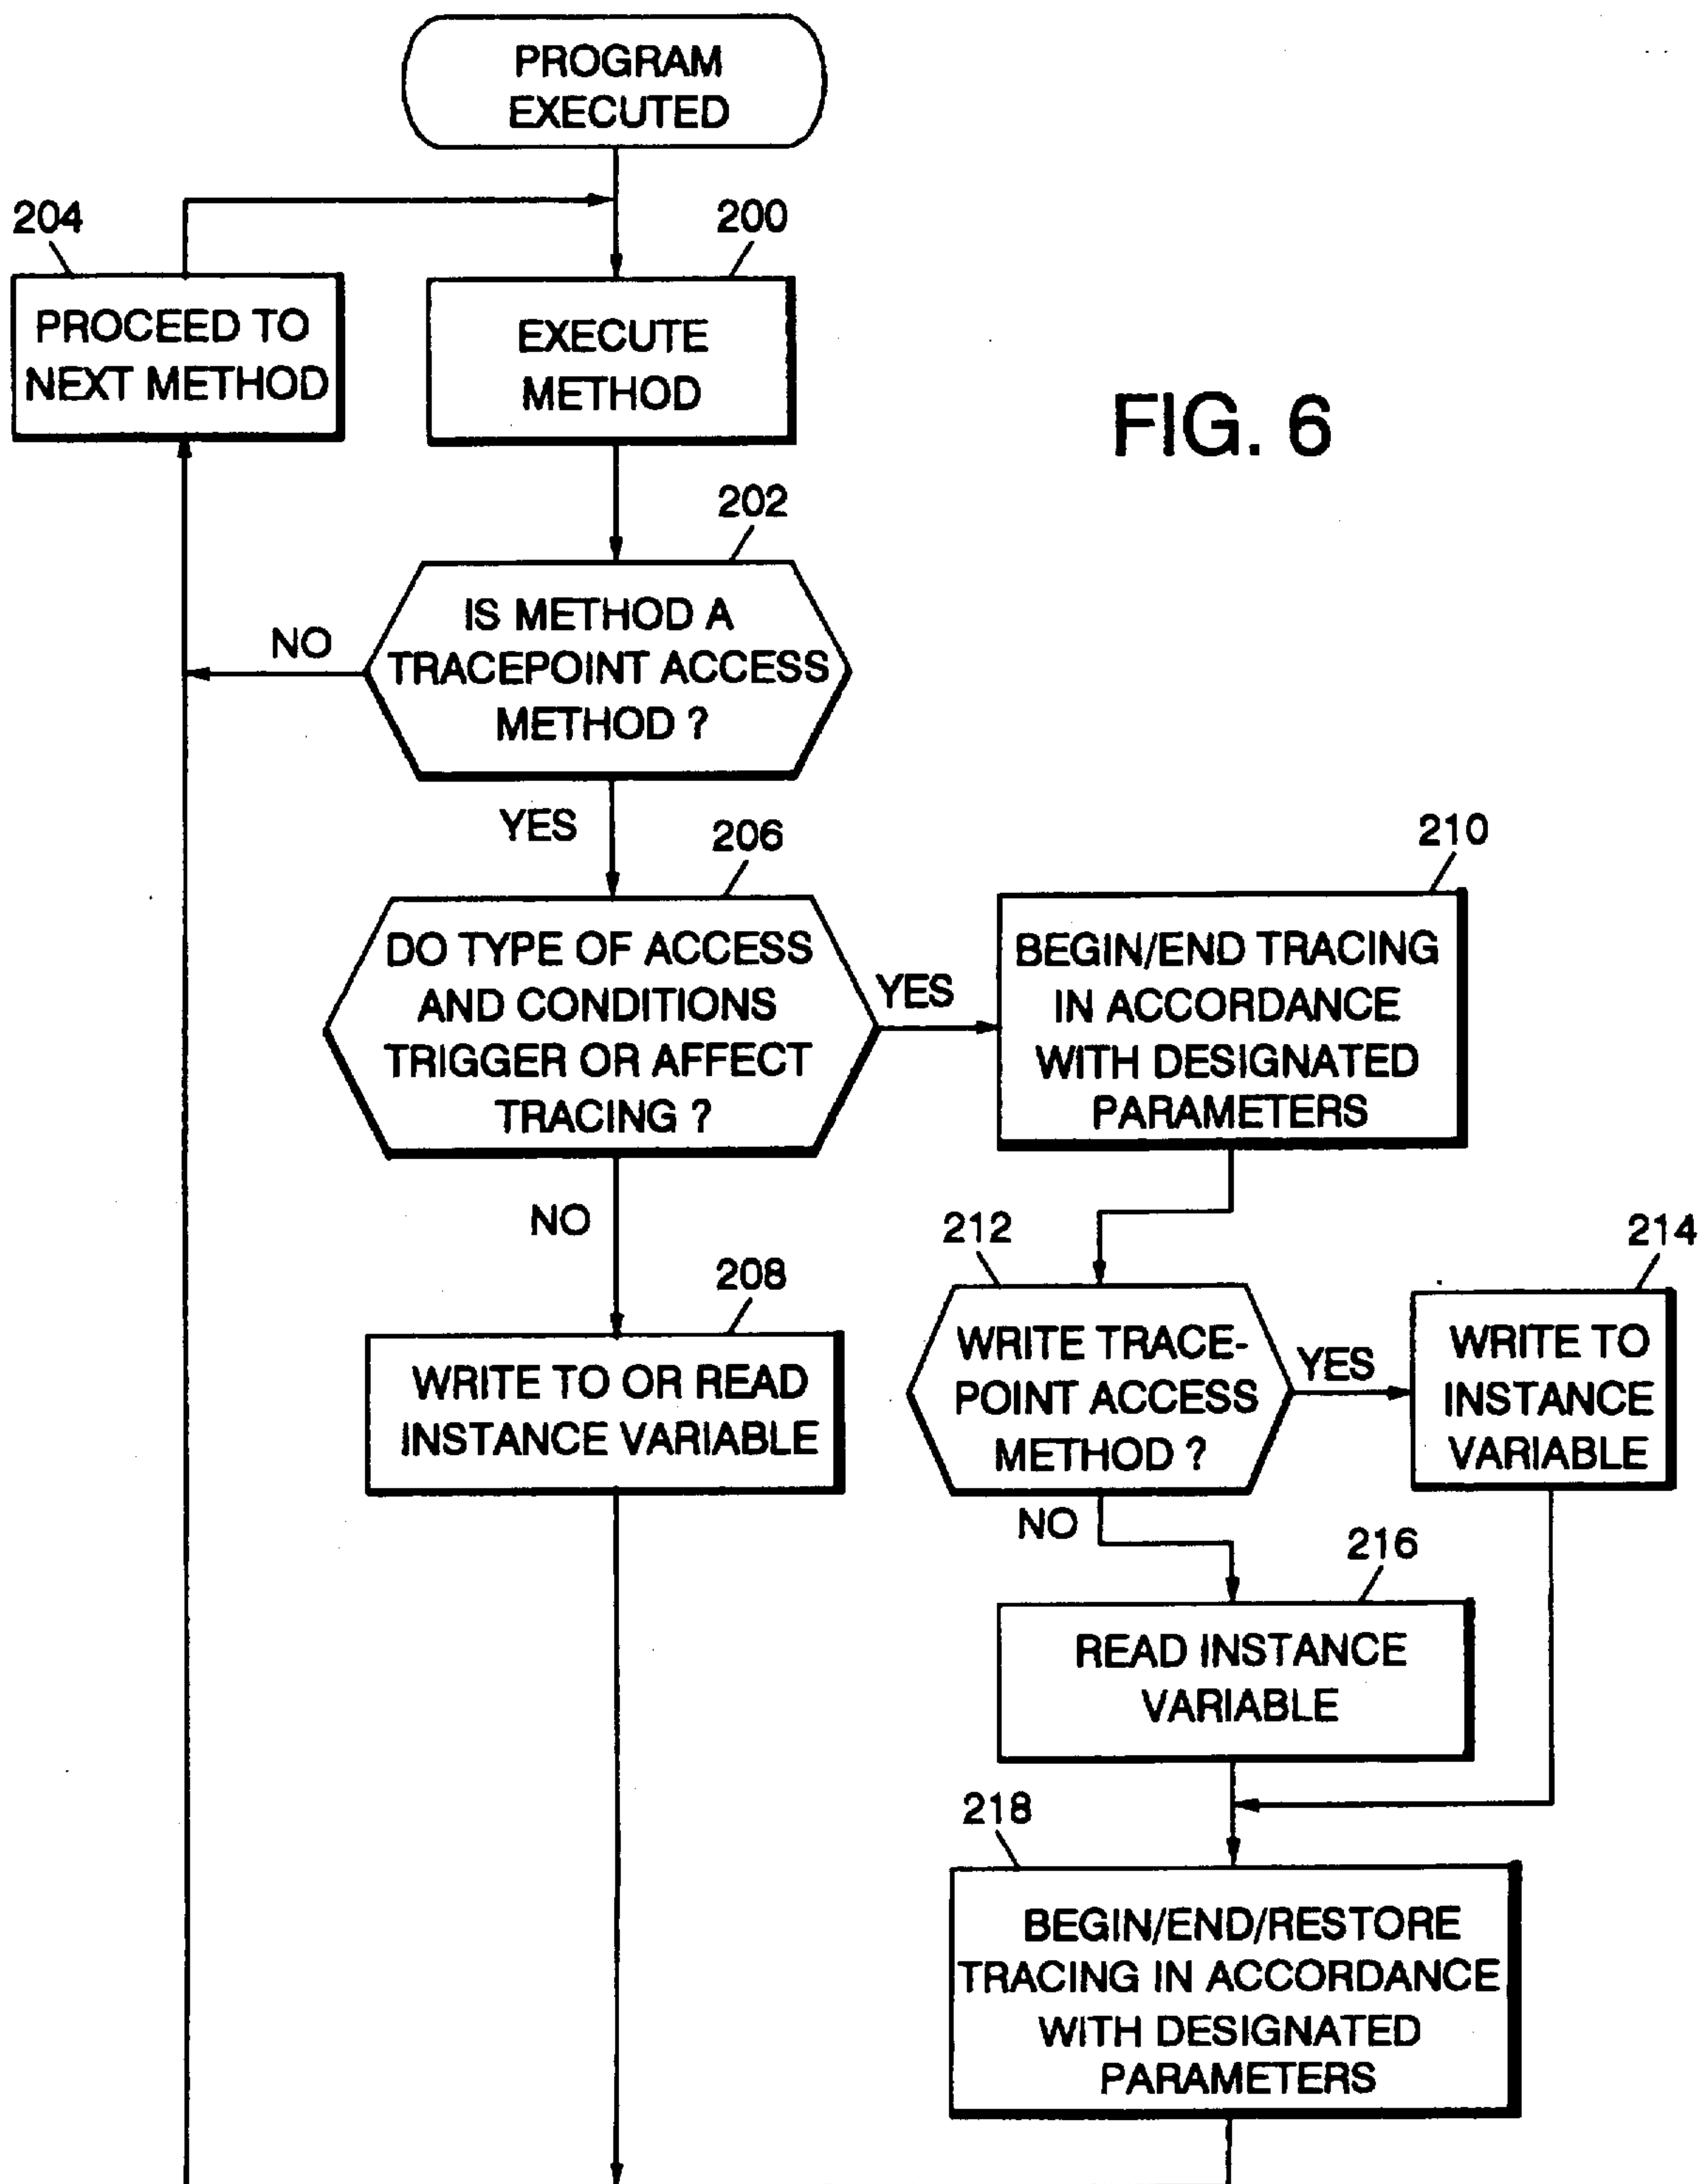 PROGRAM
EXECUTED
204
200
PROCEED TO
NEXT METHOD
EXECUTE
METHOD
FIG. 6
202
IS METHOD A
TRACEPOINT ACCESS
METHOD ?
NO
YES
206
210
DO TYPE OF ACCESS
AND CONDITIONS
TRIGGER OR AFFECT
TRACING ?
YES
BEGIN/END TRACING
IN ACCORDANCE
WITH DESIGNATED
PARAMETERS
NO
212
214
208
WRITE TO OR READ
INSTANCE VARIABLE
WRITE TRACE-
POINT ACCESS
METHOD ?
YES
WRITE TO
INSTANCE
VARIABLE
NO
216
READ INSTANCE
VARIABLE
218
BEGIN/END/RESTORE
TRACING IN ACCORDANCE
WITH DESIGNATED
PARAMETERS